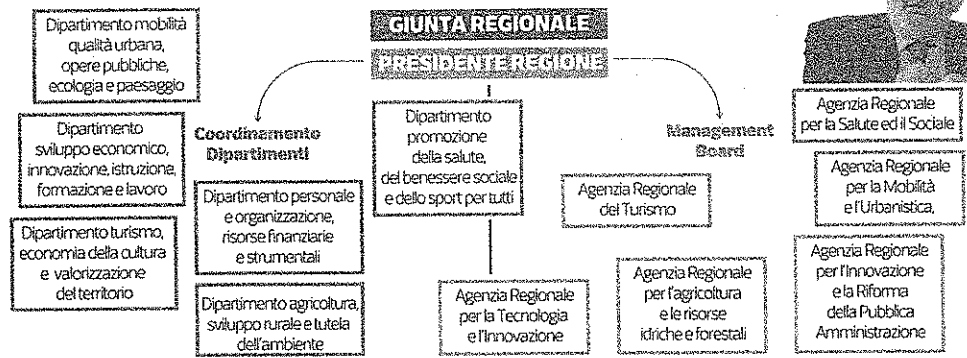 GIUNTA REGIONALE
PRESIDENTE REGIONE
Dipartimento mobilità
qualità urbana,
opere pubbliche,
ecologia e paesaggio
Dipartimento
sviluppo economico,
innovazione, istruzione,
formazione e lavoro
Dipartimento turismo,
economia della cultura
e valorizzazione
del territorio
Coordinamento
Dipartimenti
Dipartimento personale
e organizzazione,
risorse finanziarie
e strumentali
Dipartimento agricoltura,
sviluppo rurale e tutela
dell'ambiente
Dipartimento
promozione
della salute,
del benessere sociale
e dello sport per tutti
Agenzia Regionale
per la Tecnologia
e l'Innovazione
Management
Board
Agenzia Regionale
del Turismo
Agenzia Regionale
per l'agricoltura
e le risorse
idriche e forestali
Agenzia Regionale
per la Salute ed il Sociale
Agenzia Regionale
per la Mobilità
e l'Urbanistica,
Agenzia Regionale
per l'Innovazione
e la Riforma
della Pubblica
Amministrazione